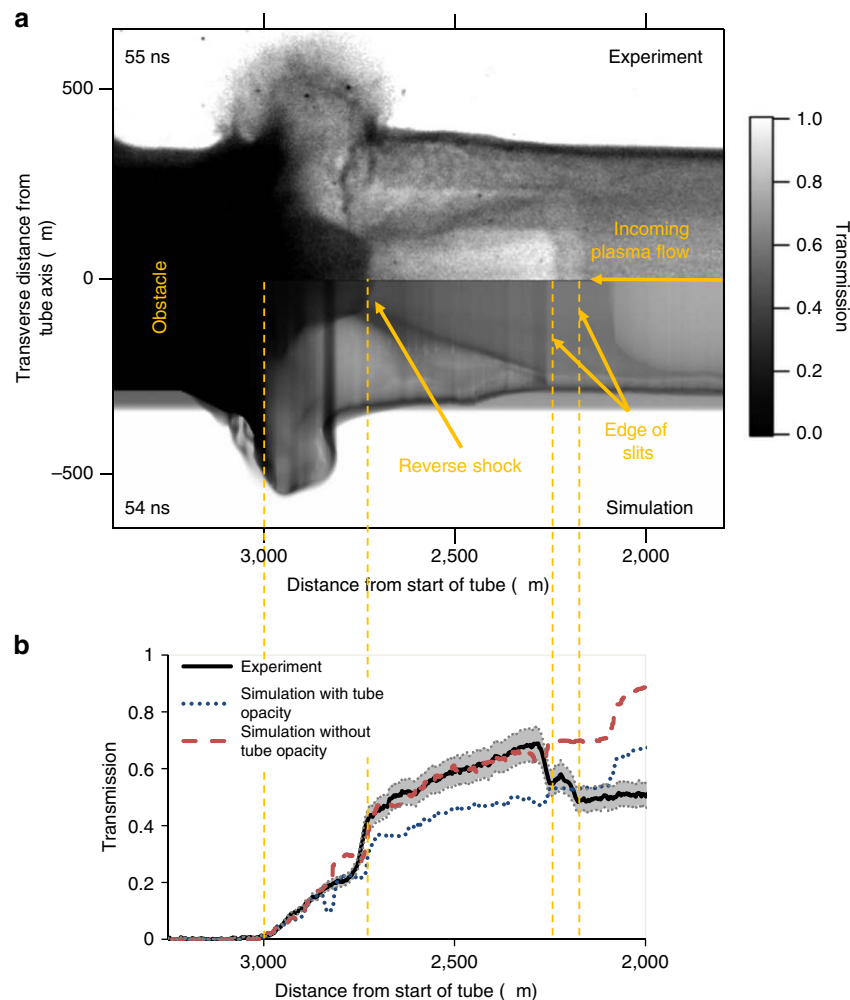 a
55 ns
Experiment
500
0
−500
Transverse distance from
tube axis ( m)
Obstacle
Incoming
plasma flow
Edge of
slits
Reverse shock
54 ns
Simulation
3,000
2,500
2,000
Distance from start of tube ( m)
1.0
0.8
0.6
0.4
0.2
0.0
Transmission
b
1
0.8
0.6
0.4
0.2
0
Transmission
Experiment
Simulation with tube
opacity
Simulation without
tube opacity
3,000
2,500
2,000
Distance from start of tube ( m)